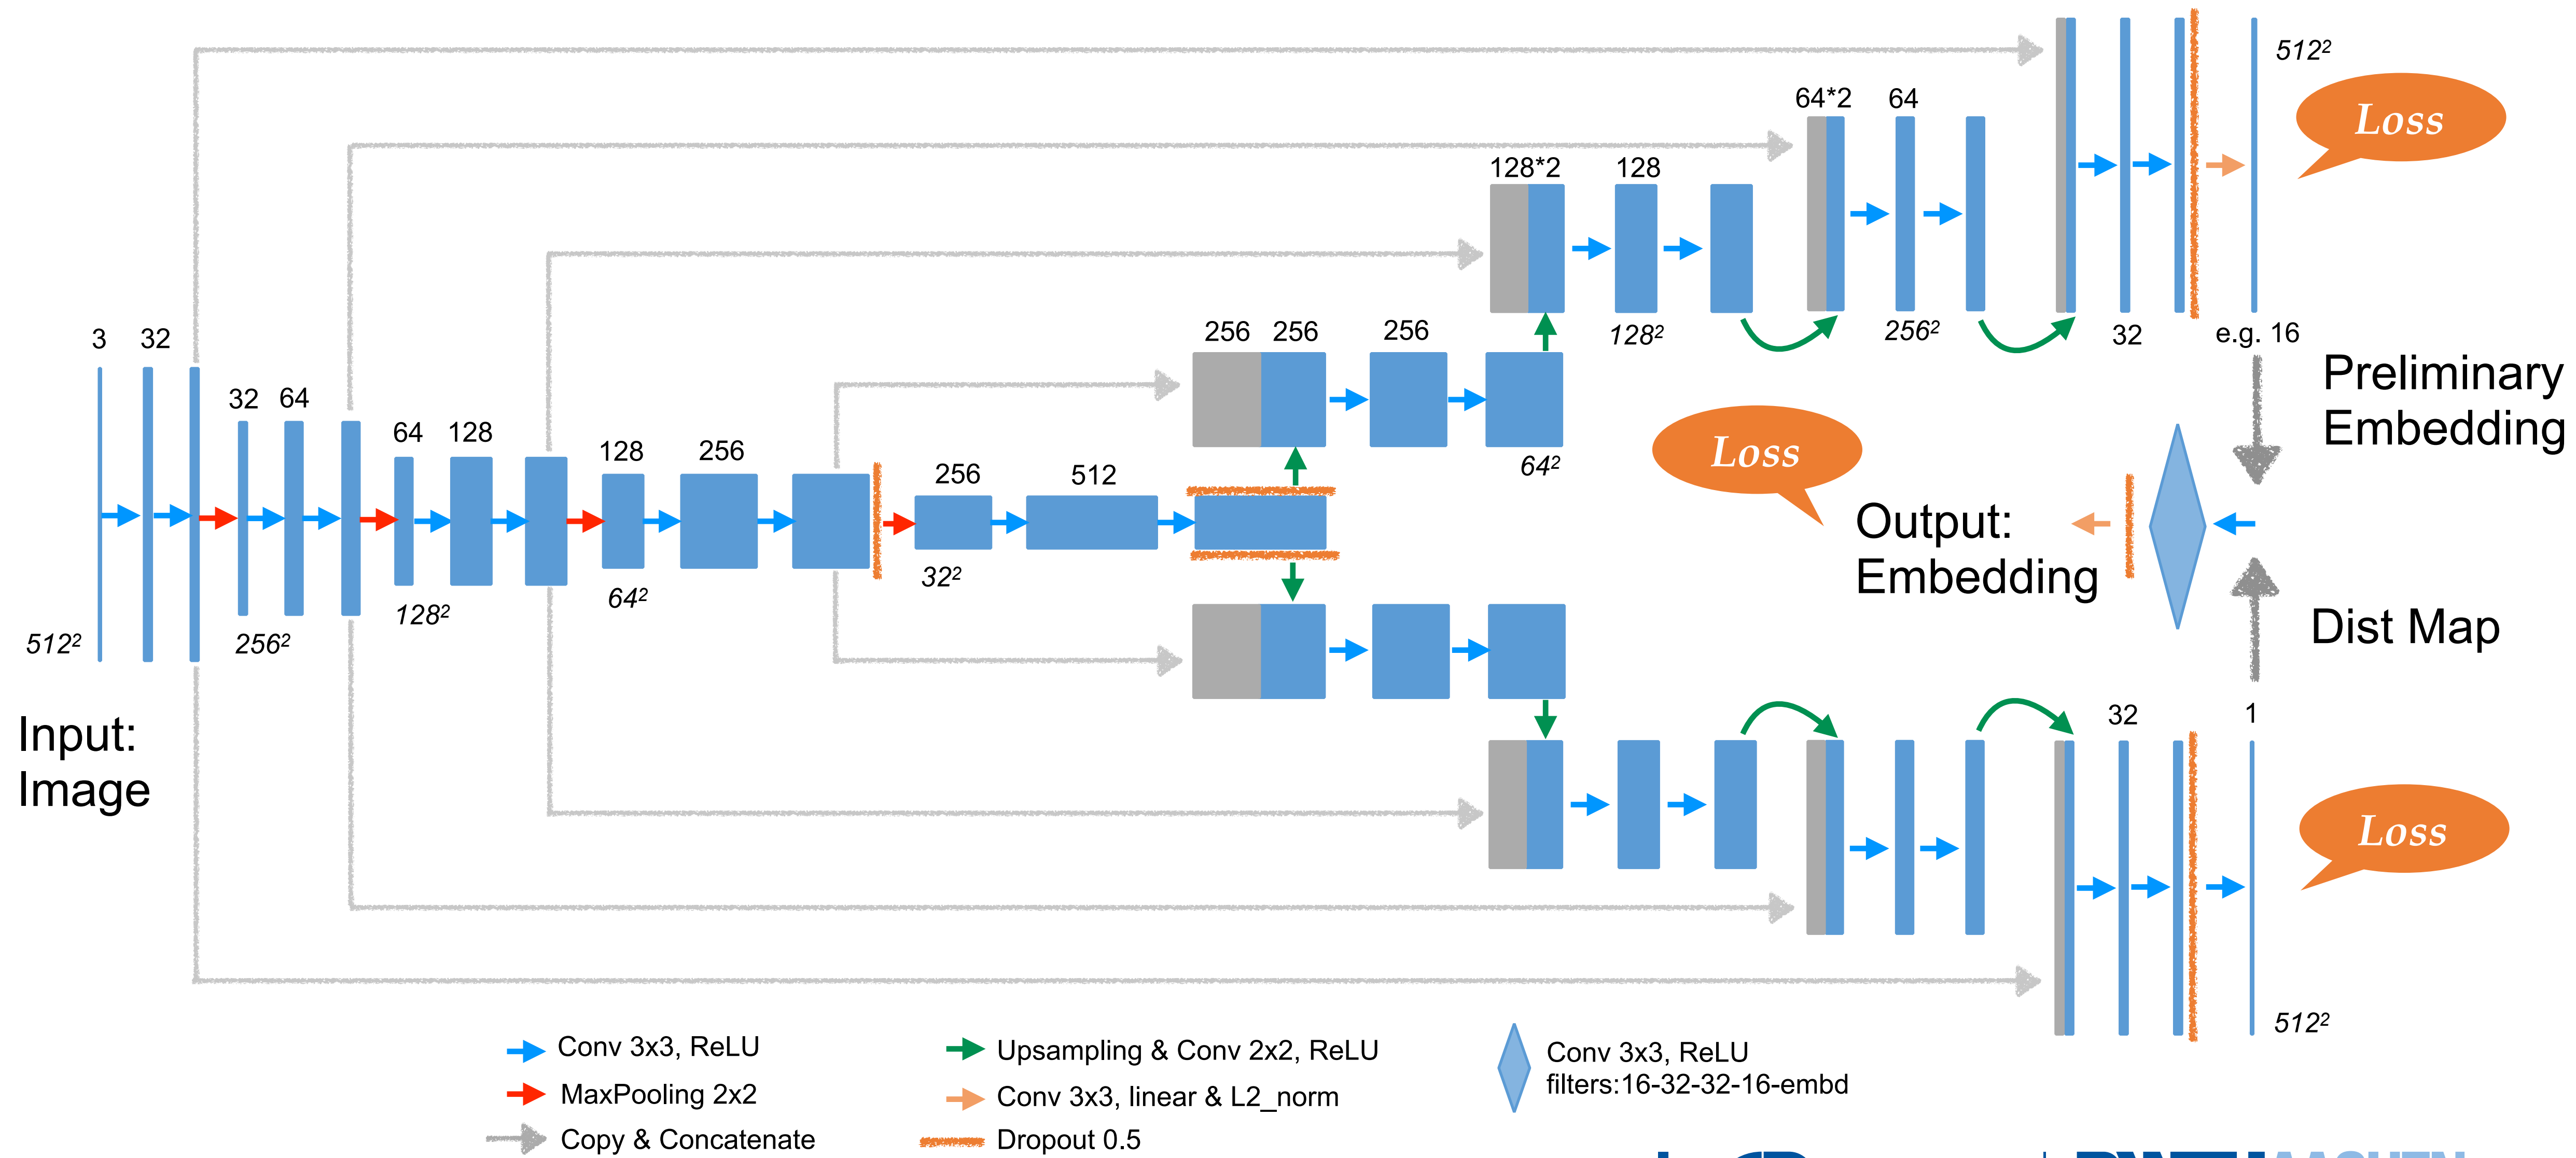 512²
Loss
64*2 64
128*2 128
3 32
256 256 256
128²
256²
32
e.g. 16
Preliminary
Embedding
32 64
64 128
128 256
256 512
64²
Loss
Output:
Embedding
32²
64²
128²
256²
512²
Dist Map
Input:
Image
32 1
Loss
512²
Conv 3x3, ReLU
MaxPooling 2x2
Copy & Concatenate
Upsampling & Conv 2x2, ReLU
Conv 3x3, linear & L2_norm
Dropout 0.5
Conv 3x3, ReLU
filters:16-32-32-16-embd